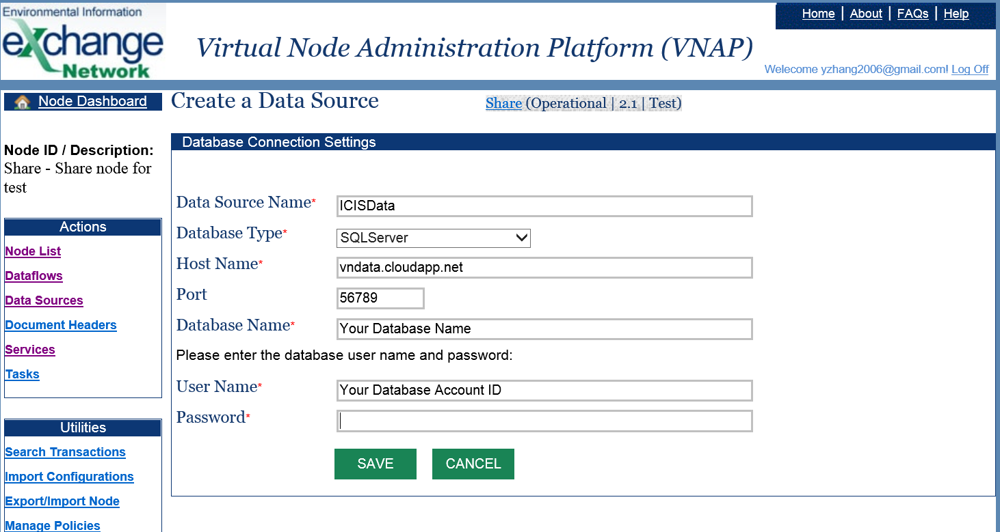 Environmental Information
eXchange
Network
Virtual Node Administration Platform (VNAP)
Home | About | FAQs | Help
Welecome yzhang2006@gmail.com! Log Off
Node Dashboard
Create a Data Source
Share (Operational | 2.1 | Test)
Node ID / Description:
Share - Share node for
test
Actions
Node List
Dataflows
Data Sources
Document Headers
Services
Tasks
Utilities
Search Transactions
Import Configurations
Export/Import Node
Manage Policies
Database Connection Settings
Data Source Name* ICISData
Database Type* SQLServer
Host Name* vndata.cloudapp.net
Port 56789
Database Name* Your Database Name
Please enter the database user name and password:
User Name* Your Database Account ID
Password*
SAVE CANCEL